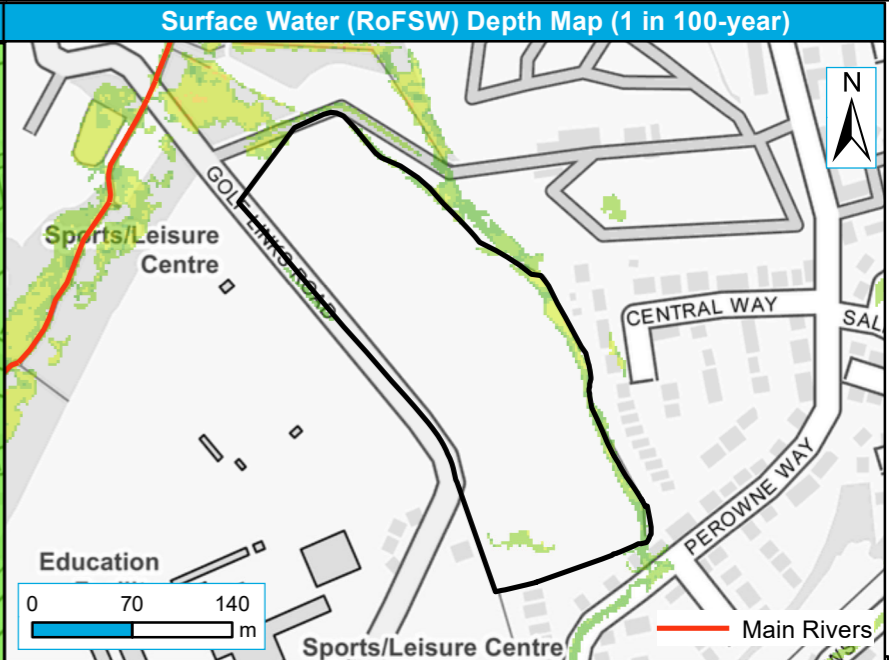 Surface Water (RoFSW) Depth Map (1 in 100-year)
N
GOLF LINKS ROAD
Sports/Leisure
Centre
CENTRAL WAY
PEROWNE WAY
Education
0 70 140
m
Sports/Leisure Centre
Main Rivers